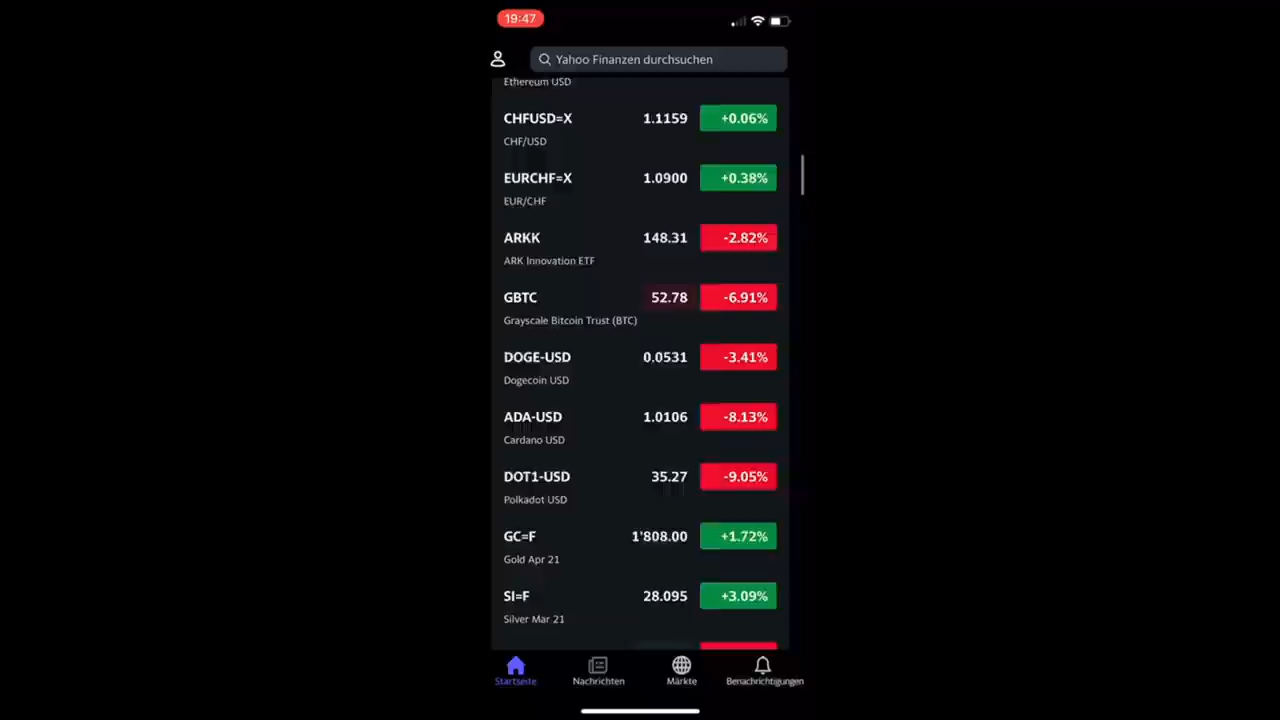 19:47
Yahoo Finanzen durchsuchen
Ethereum USD
CHFUSD=X 1.1159 +0.06%
CHF/USD
EURCHF=X 1.0900 +0.38%
EUR/CHF
ARKK 148.31 -2.82%
ARK Innovation ETF
GBTC 52.78 -6.91%
Grayscale Bitcoin Trust (BTC)
DOGE-USD 0.0531 -3.41%
Dogecoin USD
ADA-USD 1.0106 -8.13%
Cardano USD
DOT1-USD 35.27 -9.05%
Polkadot USD
GC=F 1'808.00 +1.72%
Gold Apr 21
SI=F 28.095 +3.09%
Silver Mar 21
Startseite Nachrichten Märkte Benachrichtigungen